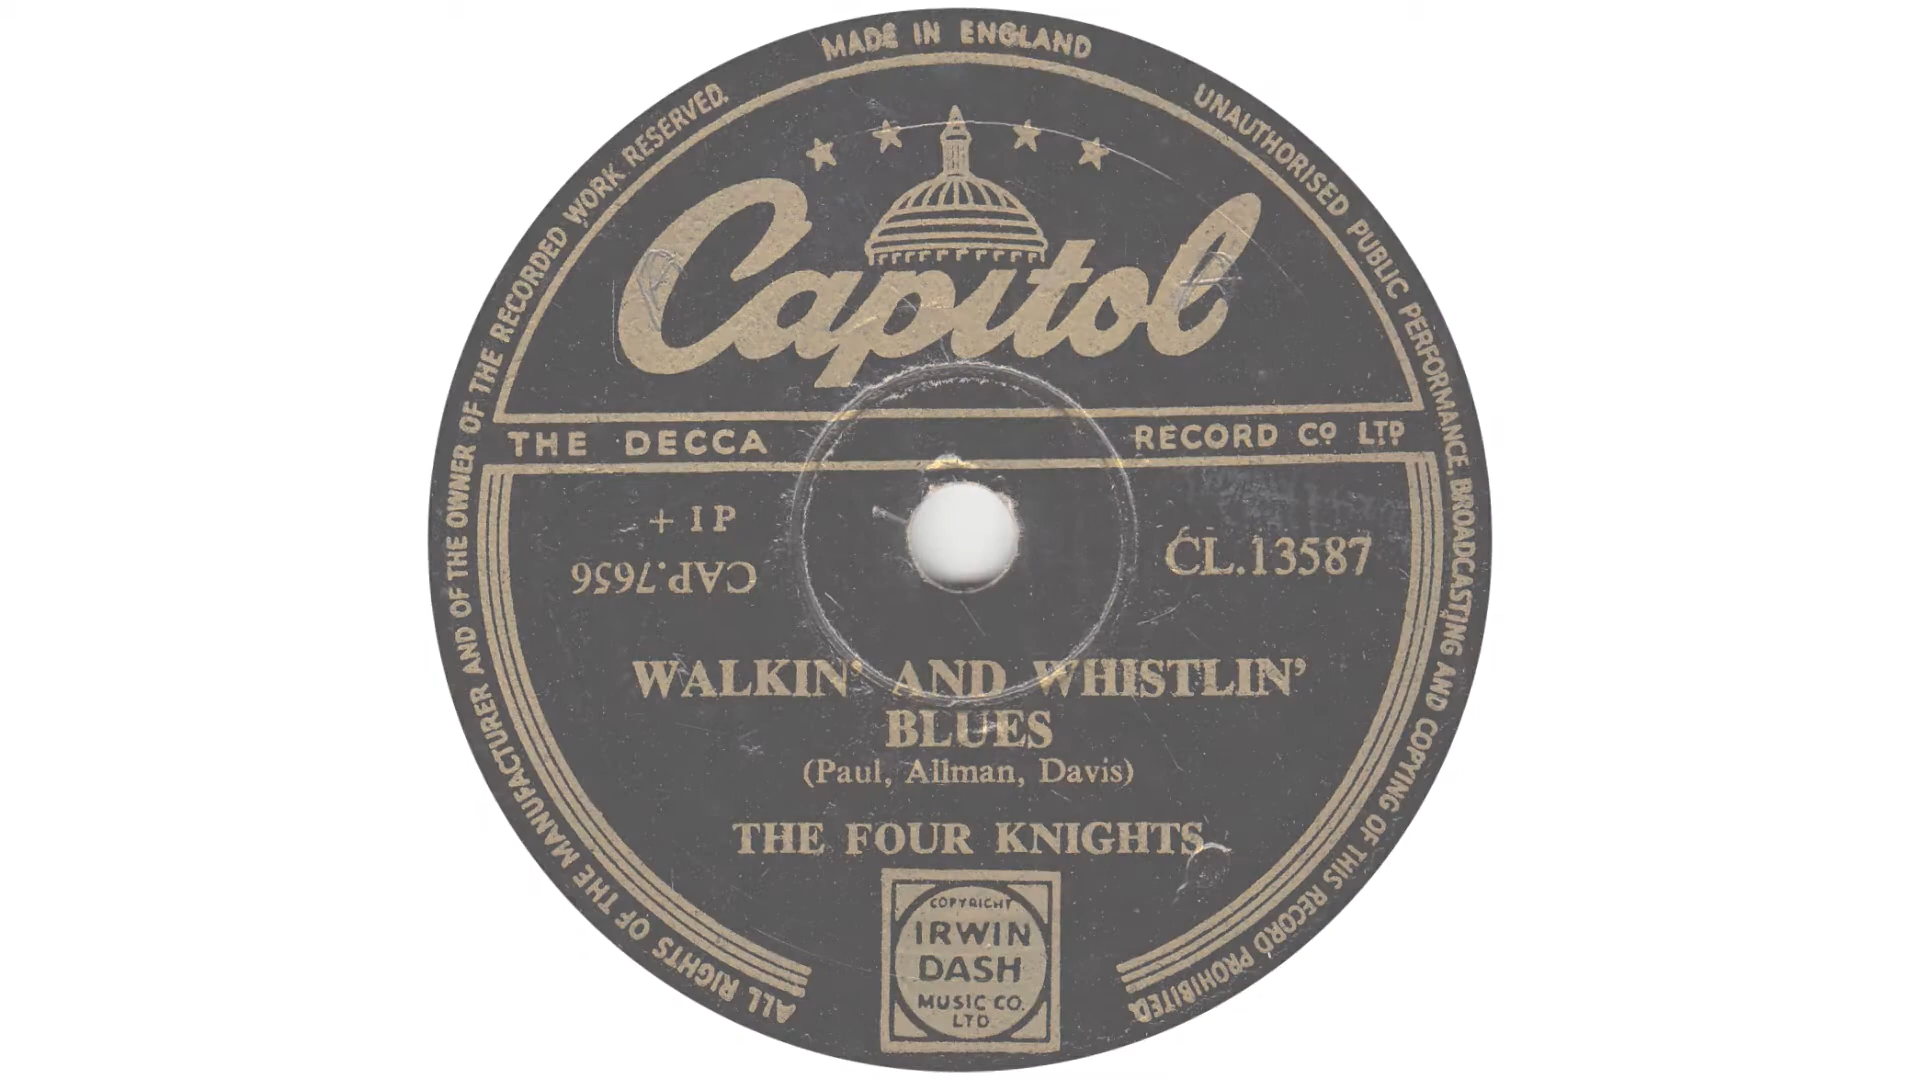 MADE IN ENGLAND
ALL RIGHTS OF THE MANUFACTURER AND OF THE OWNER OF THE RECORDED WORK RESERVED.
UNAUTHORISED PUBLIC PERFORMANCE, BROADCASTING AND COPYING OF THIS RECORD PROHIBITED.
Capitol
THE DECCA RECORD CO LTD
+ 1 P
CAP.7656
CL.13587
WALKIN' AND WHISTLIN'
BLUES
(Paul, Allman, Davis)
THE FOUR KNIGHTS
COPYRIGHT
IRWIN
DASH
MUSIC CO.
LTD